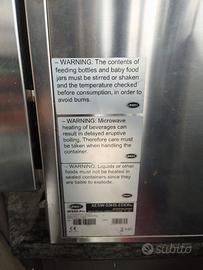 – WARNING: The contents of
feeding bottles and baby food
jars must be stirred or shaken
and the temperature checked
before consumption, in order to
avoid burns.
– WARNING: Microwave
heating of beverages can
result in delayed eruptive
boiling. Therefore care must
be taken when handling the
container.
– WARNING: Liquids or other
foods must not be heated in
sealed containers since they
are liable to explode.
subito